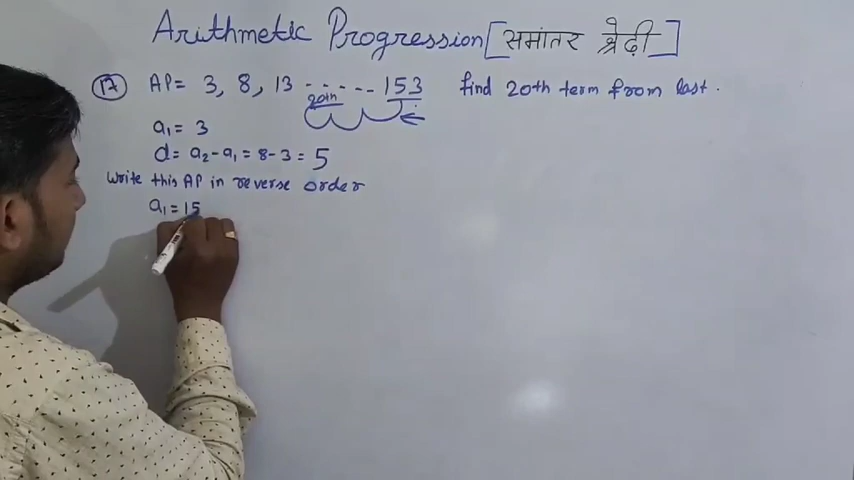 Arithmetic Progression [समांतर श्रेढ़ी]
17 AP = 3, 8, 13 ------ 153 find 20th term from last.
20th
a₁ = 3
d = a₂ - a₁ = 8 - 3 = 5
Write this AP in reverse order
a₁ = 15